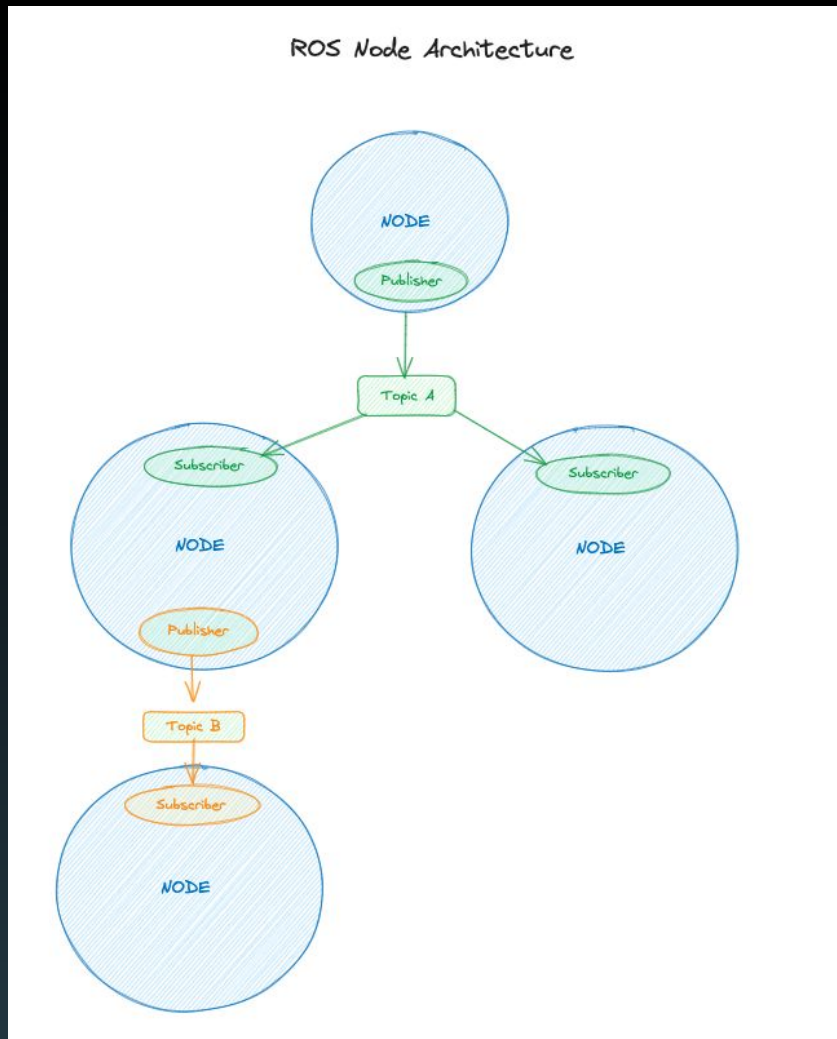 ROS Node Architecture
NODE
Publisher
Topic A
Subscriber
Subscriber
NODE
NODE
Publisher
Topic B
Subscriber
NODE